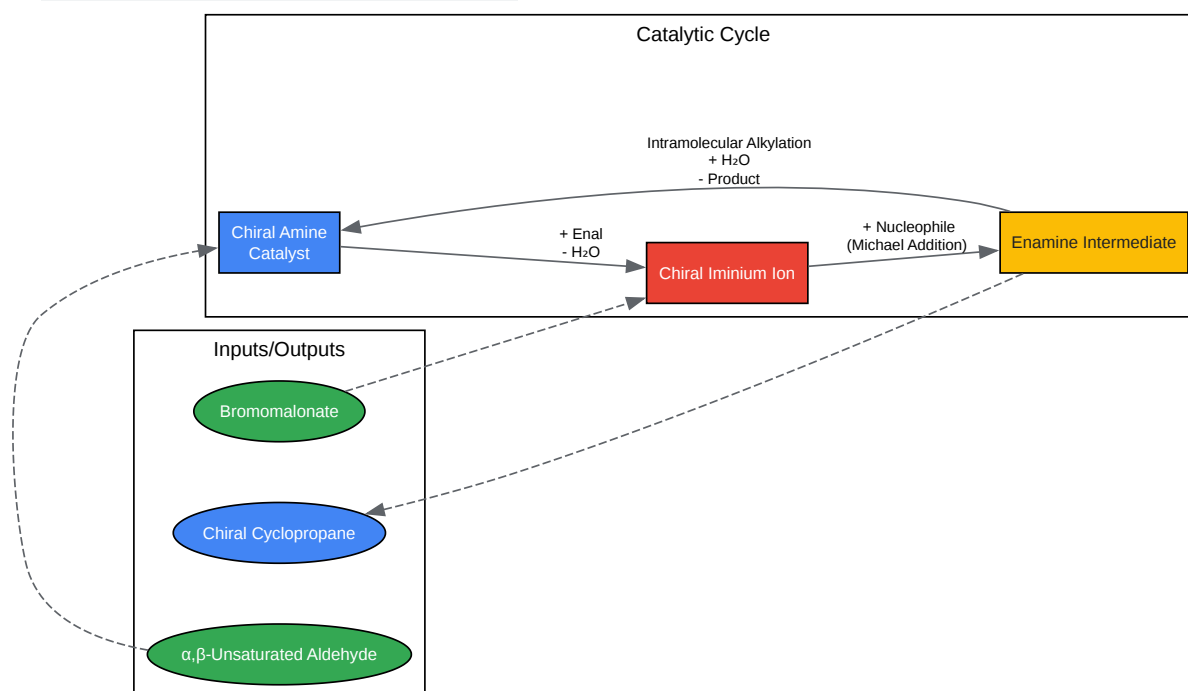 Catalytic Cycle
Intramolecular Alkylation
+ H₂O
- Product
Chiral Amine
Catalyst
+ Enal
- H₂O
Chiral Iminium Ion
+ Nucleophile
(Michael Addition)
Enamine Intermediate
Inputs/Outputs
Bromomalonate
Chiral Cyclopropane
α,β-Unsaturated Aldehyde